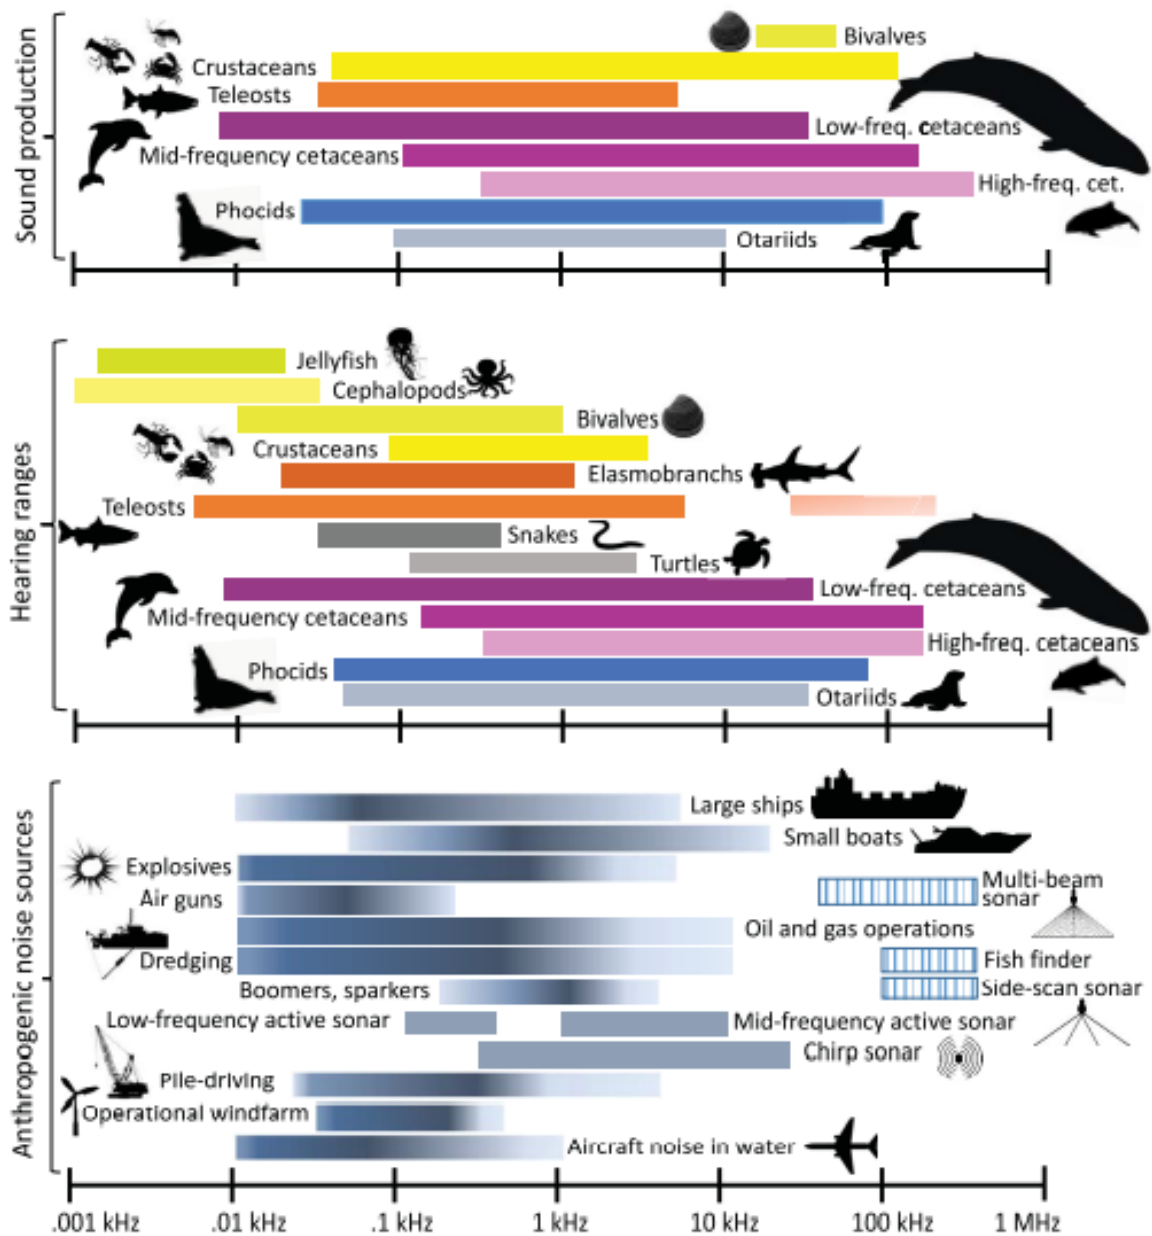 Sound production
Bivalves
Crustaceans
Teleosts
Low-freq. cetaceans
Mid-frequency cetaceans
High-freq. cet.
Phocids
Otariids
Hearing ranges
Jellyfish
Cephalopods
Bivalves
Crustaceans
Elasmobranchs
Teleosts
Snakes
Turtles
Low-freq. cetaceans
Mid-frequency cetaceans
High-freq. cetaceans
Phocids
Otariids
Anthropogenic noise sources
Large ships
Small boats
Explosives
Multi-beam
sonar
Air guns
Oil and gas operations
Dredging
Fish finder
Side-scan sonar
Boomers, sparkers
Low-frequency active sonar
Mid-frequency active sonar
Chirp sonar
Pile-driving
Operational windfarm
Aircraft noise in water
.001 kHz .01 kHz .1 kHz 1 kHz 10 kHz 100 kHz 1 MHz